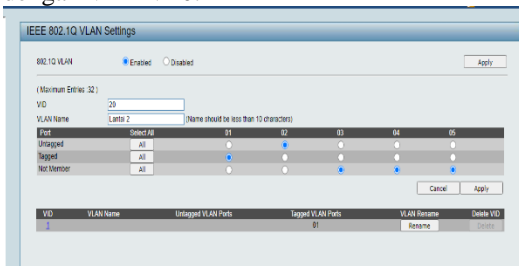 IEEE 802.1Q VLAN Settings
802.1Q VLAN Enabled Disabled Apply
( Maximum Entries :32 )
VID 20
VLAN Name Lantai 2 (Name should be less than 10 characters)
Port Select All 01 02 03 04 05
Untagged All
Tagged All
Not Member All
Cancel Apply
VID VLAN Name Untagged VLAN Ports Tagged VLAN Ports VLAN Rename Delete VID
1 01 Rename Delete